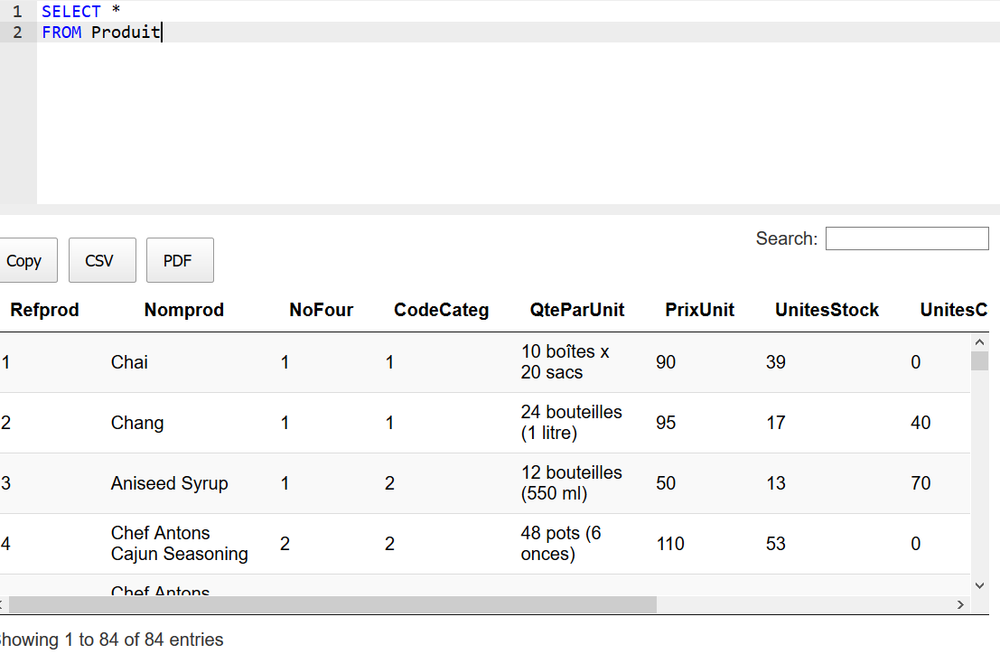 1 SELECT *
2 FROM Produit
Search:
Copy CSV PDF
Refprod Nomprod NoFour CodeCateg QteParUnit PrixUnit UnitesStock UnitesC
1 Chai 1 1 10 boîtes x 20 sacs 90 39 0
2 Chang 1 1 24 bouteilles (1 litre) 95 17 40
3 Aniseed Syrup 1 2 12 bouteilles (550 ml) 50 13 70
4 Chef Antons Cajun Seasoning 2 2 48 pots (6 onces) 110 53 0
Chef Antons
howing 1 to 84 of 84 entries